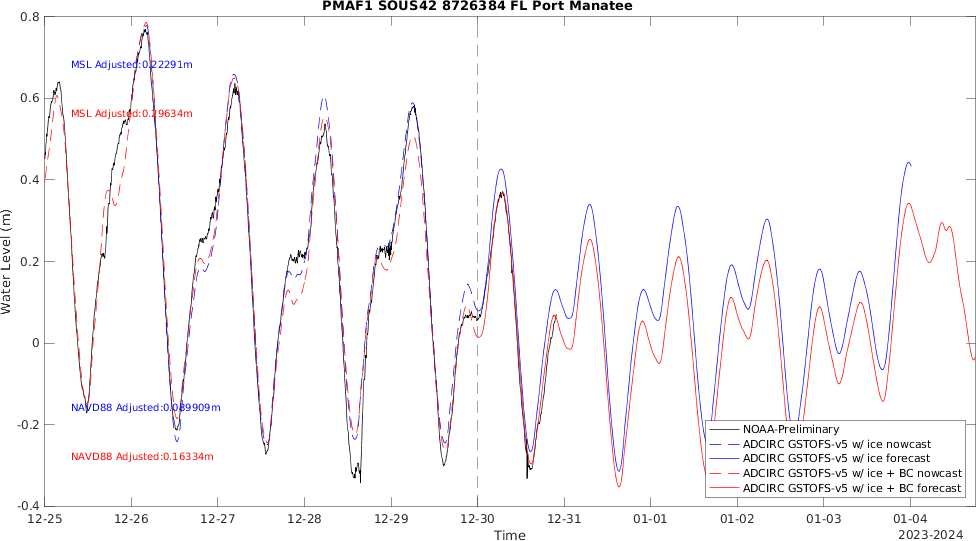 PMAF1 SOUS42 8726384 FL Port Manatee
0.8
0.6
0.4
0.2
0
-0.2
-0.4
Water Level (m)
MSL Adjusted:0.22291m
MSL Adjusted:0.29634m
NAVD88 Adjusted:0.089909m
NAVD88 Adjusted:0.16334m
NOAA-Preliminary
ADCIRC GSTOFS-v5 w/ ice nowcast
ADCIRC GSTOFS-v5 w/ ice forecast
ADCIRC GSTOFS-v5 w/ ice + BC nowcast
ADCIRC GSTOFS-v5 w/ ice + BC forecast
12-25 12-26 12-27 12-28 12-29 12-30 12-31 01-01 01-02 01-03 01-04
Time
2023-2024